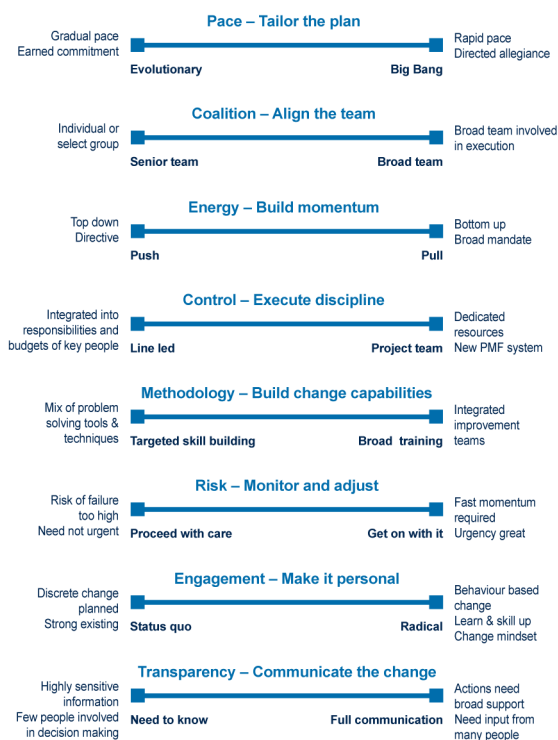 Pace – Tailor the plan
Gradual pace
Earned commitment
Rapid pace
Directed allegiance
Evolutionary
Big Bang
Coalition – Align the team
Individual or
select group
Broad team involved
in execution
Senior team
Broad team
Energy – Build momentum
Top down
Directive
Bottom up
Broad mandate
Push
Pull
Control – Execute discipline
Integrated into
responsibilities and
budgets of key people
Dedicated
resources
New PMF system
Line led
Project team
Methodology – Build change capabilities
Mix of problem
solving tools &
techniques
Integrated
improvement
teams
Targeted skill building
Broad training
Risk – Monitor and adjust
Risk of failure
too high
Need not urgent
Fast momentum
required
Urgency great
Proceed with care
Get on with it
Engagement – Make it personal
Discrete change
planned
Strong existing
Behaviour based
change
Learn & skill up
Change mindset
Status quo
Radical
Transparency – Communicate the change
Highly sensitive
information
Few people involved
in decision making
Actions need
broad support
Need input from
many people
Need to know
Full communication